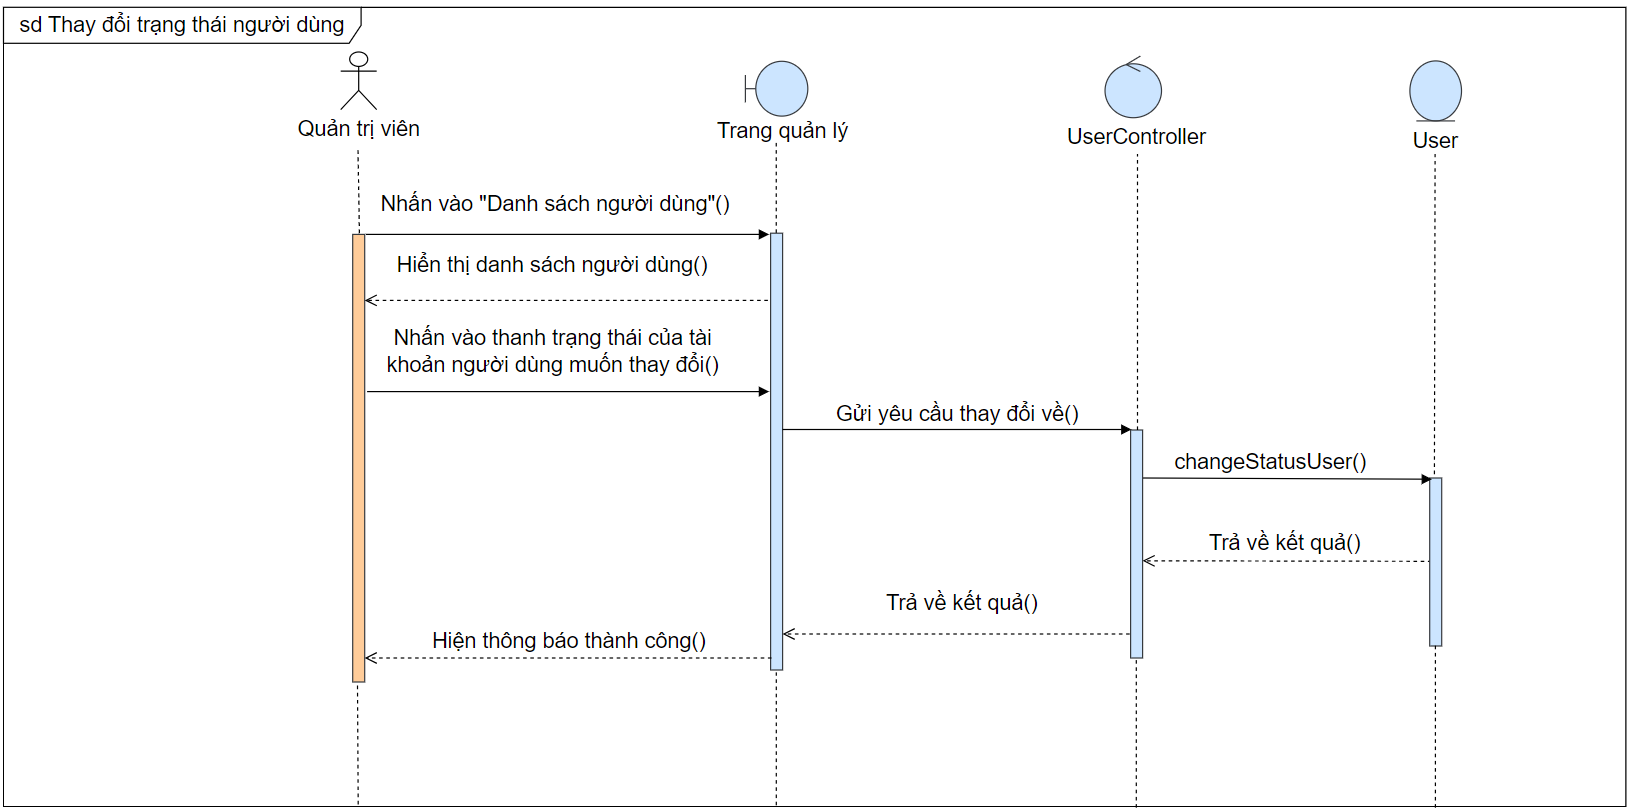 sd Thay đổi trạng thái người dùng
Quản trị viên
Trang quản lý
UserController
User
Nhấn vào "Danh sách người dùng"()
Hiển thị danh sách người dùng()
Nhấn vào thanh trạng thái của tài
khoản người dùng muốn thay đổi()
Gửi yêu cầu thay đổi về()
changeStatusUser()
Trả về kết quả()
Trả về kết quả()
Hiện thông báo thành công()